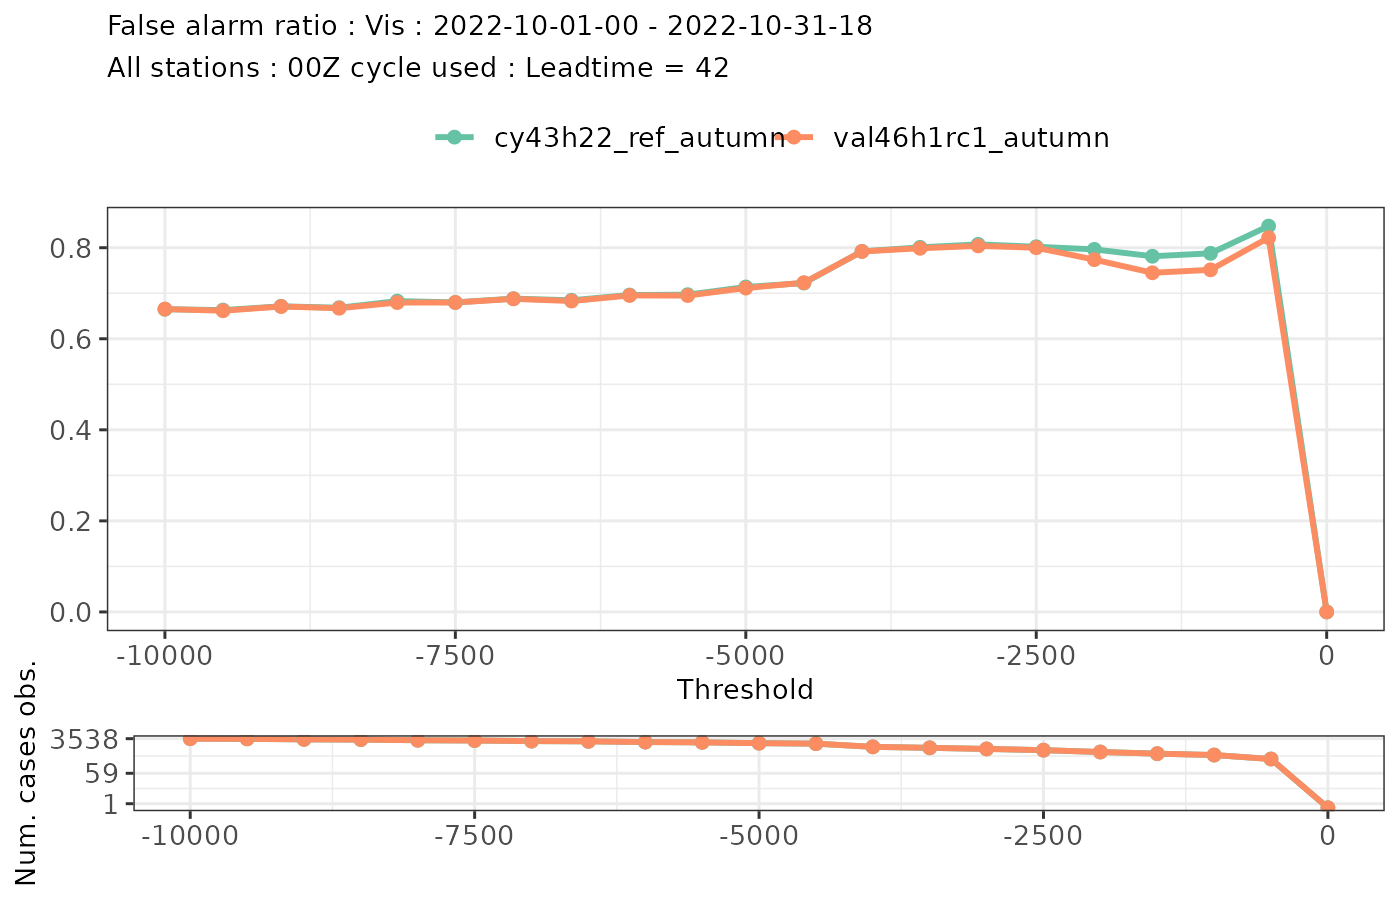 False alarm ratio : Vis : 2022-10-01-00 - 2022-10-31-18
All stations : 00Z cycle used : Leadtime = 42
cy43h22_ref_autumn val46h1rc1_autumn
0.8
0.6
0.4
0.2
0.0
-10000 -7500 -5000 -2500 0
Threshold
Num. cases obs.
3538
59
1
-10000 -7500 -5000 -2500 0